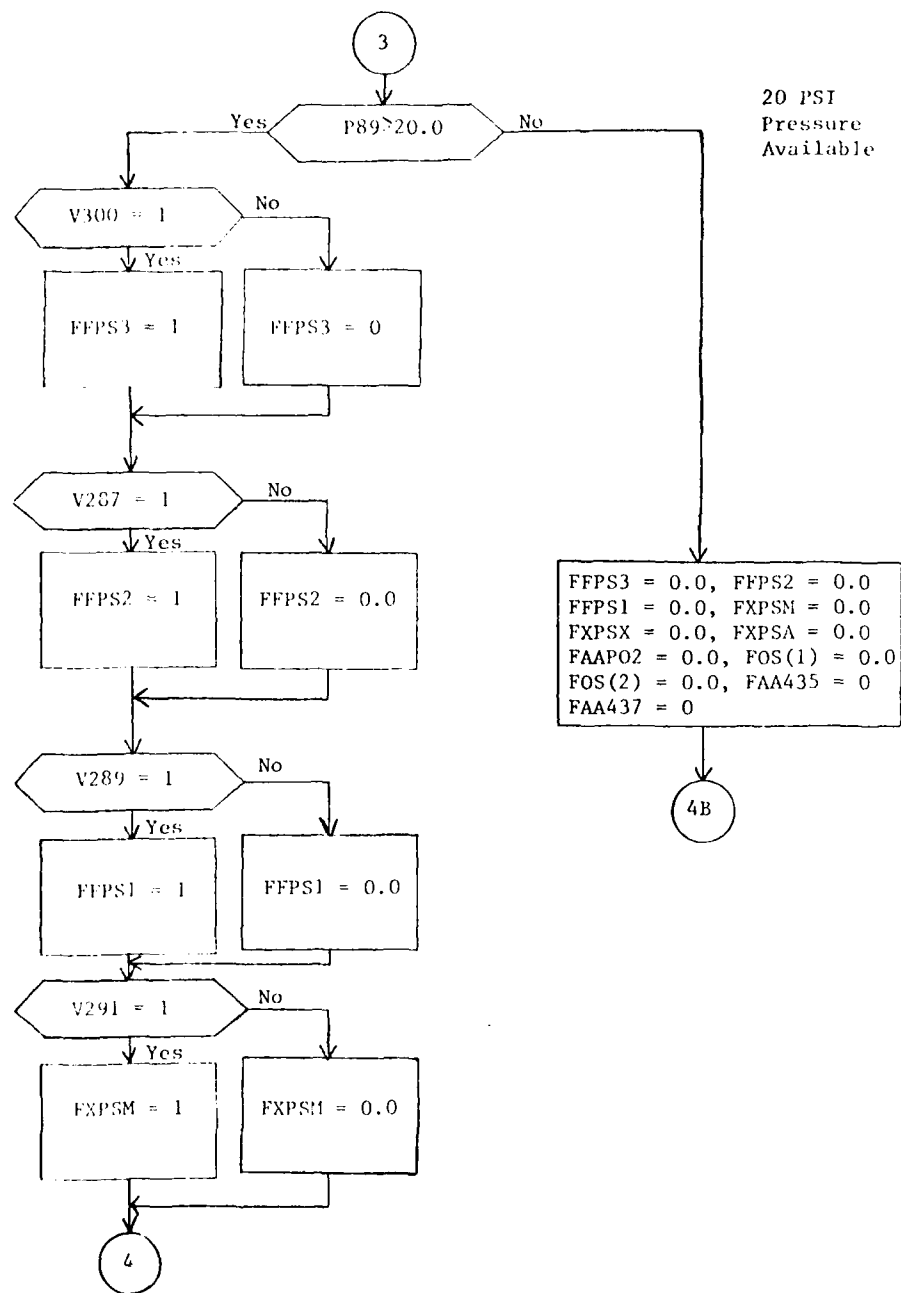 3
20 PSI
Pressure
Available
Yes
P89>20.0
No
V300 = 1
No
Yes
FFPS3 = 1
FFPS3 = 0
V287 = 1
No
Yes
FFPS2 = 1
FFPS2 = 0.0
FFPS3 = 0.0, FFPS2 = 0.0
FFPS1 = 0.0, FXPSM = 0.0
FXPSX = 0.0, FXPSA = 0.0
FAAPO2 = 0.0, FOS(1) = 0.0
FOS(2) = 0.0, FAA435 = 0
FAA437 = 0
V289 = 1
No
4B
Yes
FFPS1 = 1
FFPS1 = 0.0
V291 = 1
No
Yes
FXPSM = 1
FXPSM = 0.0
4